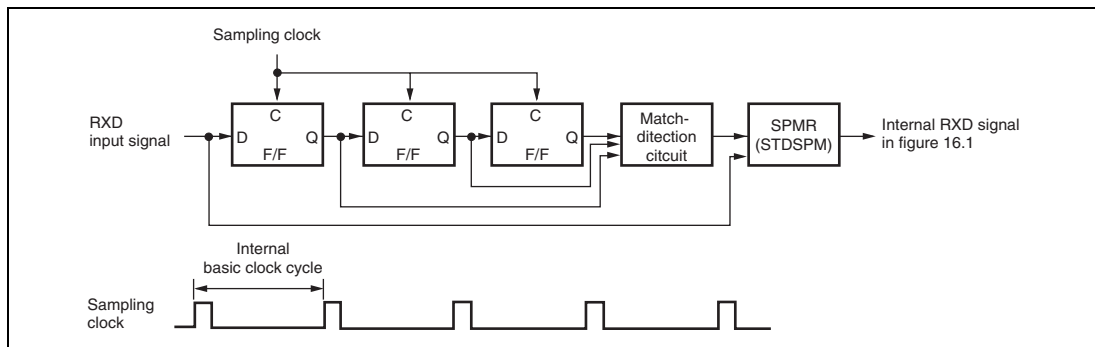 Sampling clock
RXD
input signal
C
D
Q
F/F
C
D
Q
F/F
C
D
Q
F/F
Match-
ditection
citcuit
SPMR
(STDSPM)
Internal RXD signal
in figure 16.1
Internal
basic clock cycle
Sampling
clock